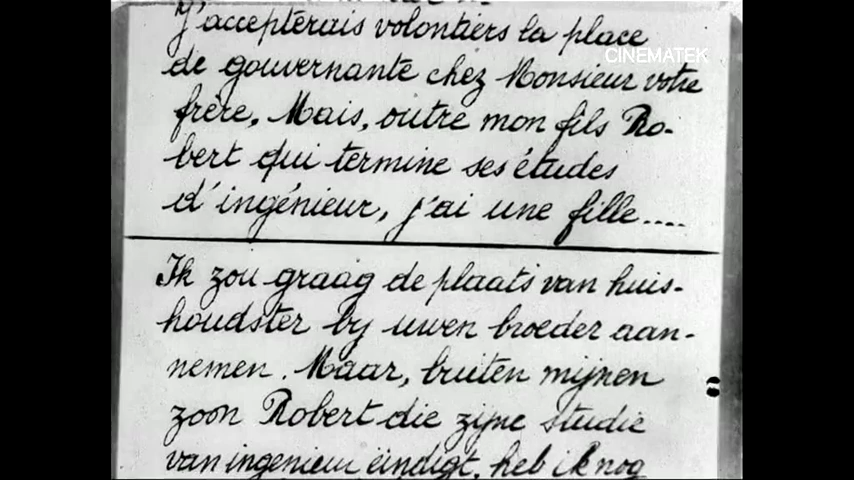 J'accepterais volontiers la place
CINEMATEK
de gouvernante chez Monsieur votre
frère. Mais, outre mon fils Ro-
bert qui termine ses études
d'ingénieur, j'ai une fille....
Ik zou graag de plaats van huis-
houdster by uwen broeder aan-
nemen. Maar, buiten mijnen
zoon Robert die zijne studie
van ingenieur eindigt, heb ik nog